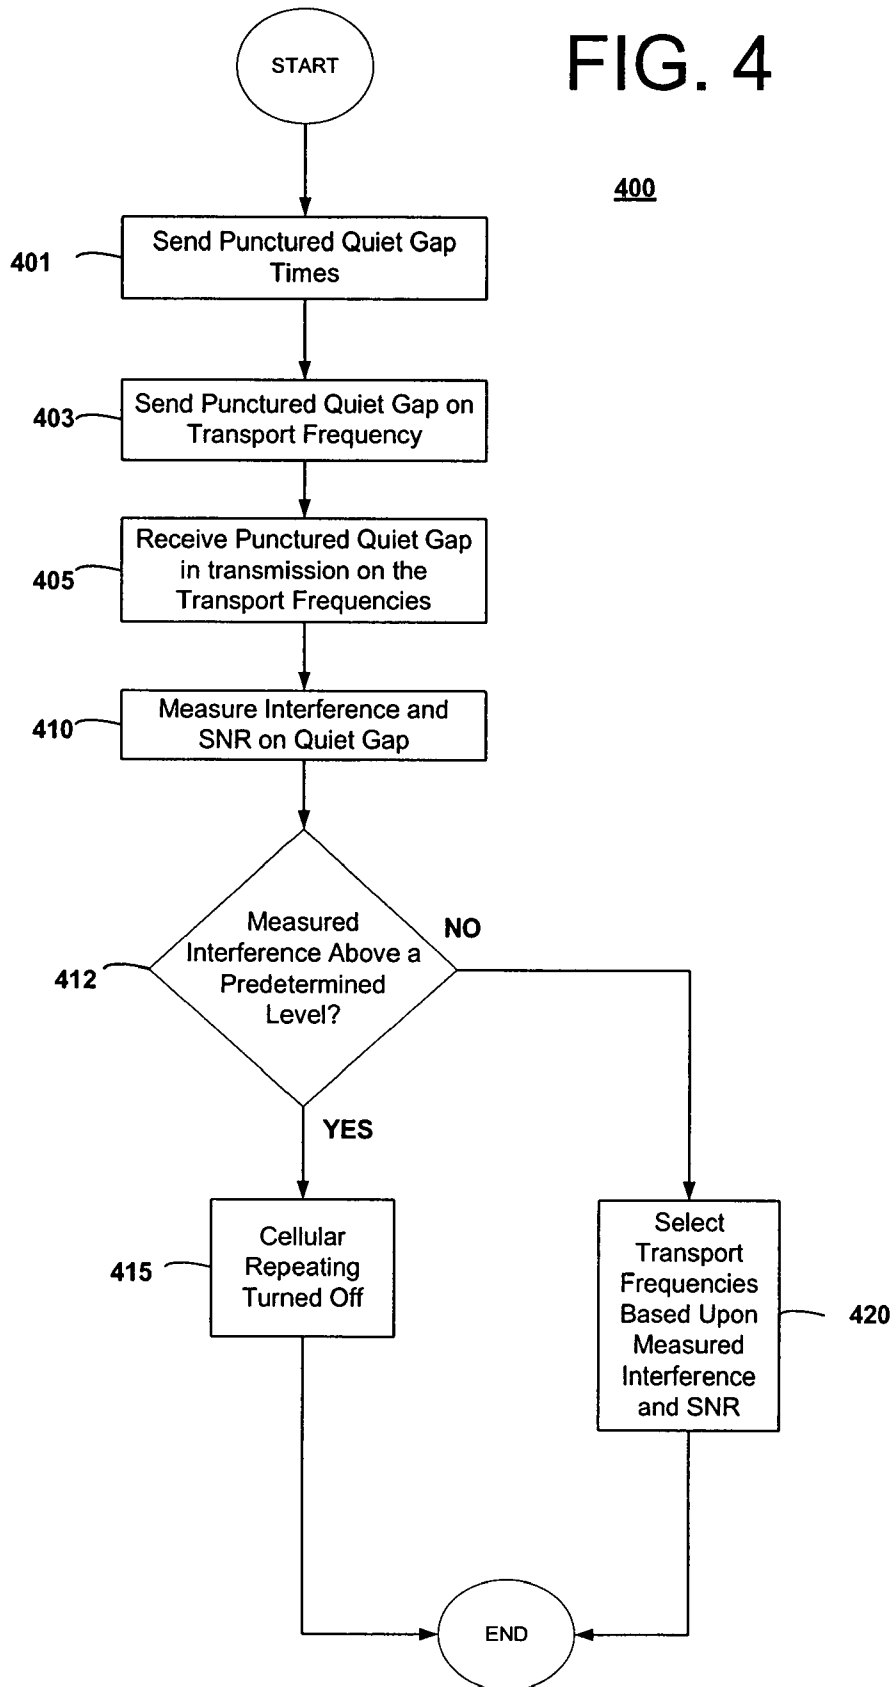 START
FIG. 4
400
401
Send Punctured Quiet Gap
Times
403
Send Punctured Quiet Gap on
Transport Frequency
405
Receive Punctured Quiet Gap
in transmission on the
Transport Frequencies
410
Measure Interference and
SNR on Quiet Gap
412
Measured
Interference Above a
Predetermined
Level?
NO
YES
415
Cellular
Repeating
Turned Off
Select
Transport
Frequencies
Based Upon
Measured
Interference
and SNR
420
END